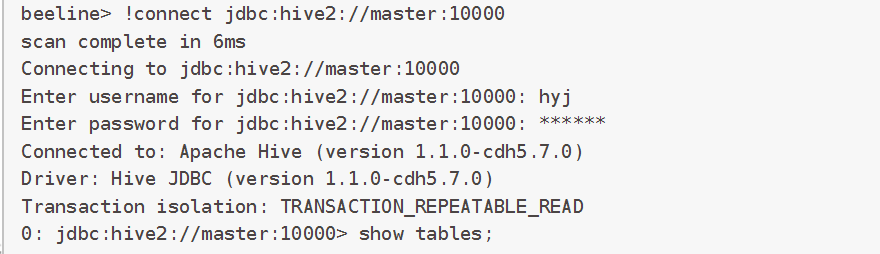 beeline> !connect jdbc:hive2://master:10000
scan complete in 6ms
Connecting to jdbc:hive2://master:10000
Enter username for jdbc:hive2://master:10000: hyj
Enter password for jdbc:hive2://master:10000: ******
Connected to: Apache Hive (version 1.1.0-cdh5.7.0)
Driver: Hive JDBC (version 1.1.0-cdh5.7.0)
Transaction isolation: TRANSACTION_REPEATABLE_READ
0: jdbc:hive2://master:10000> show tables;